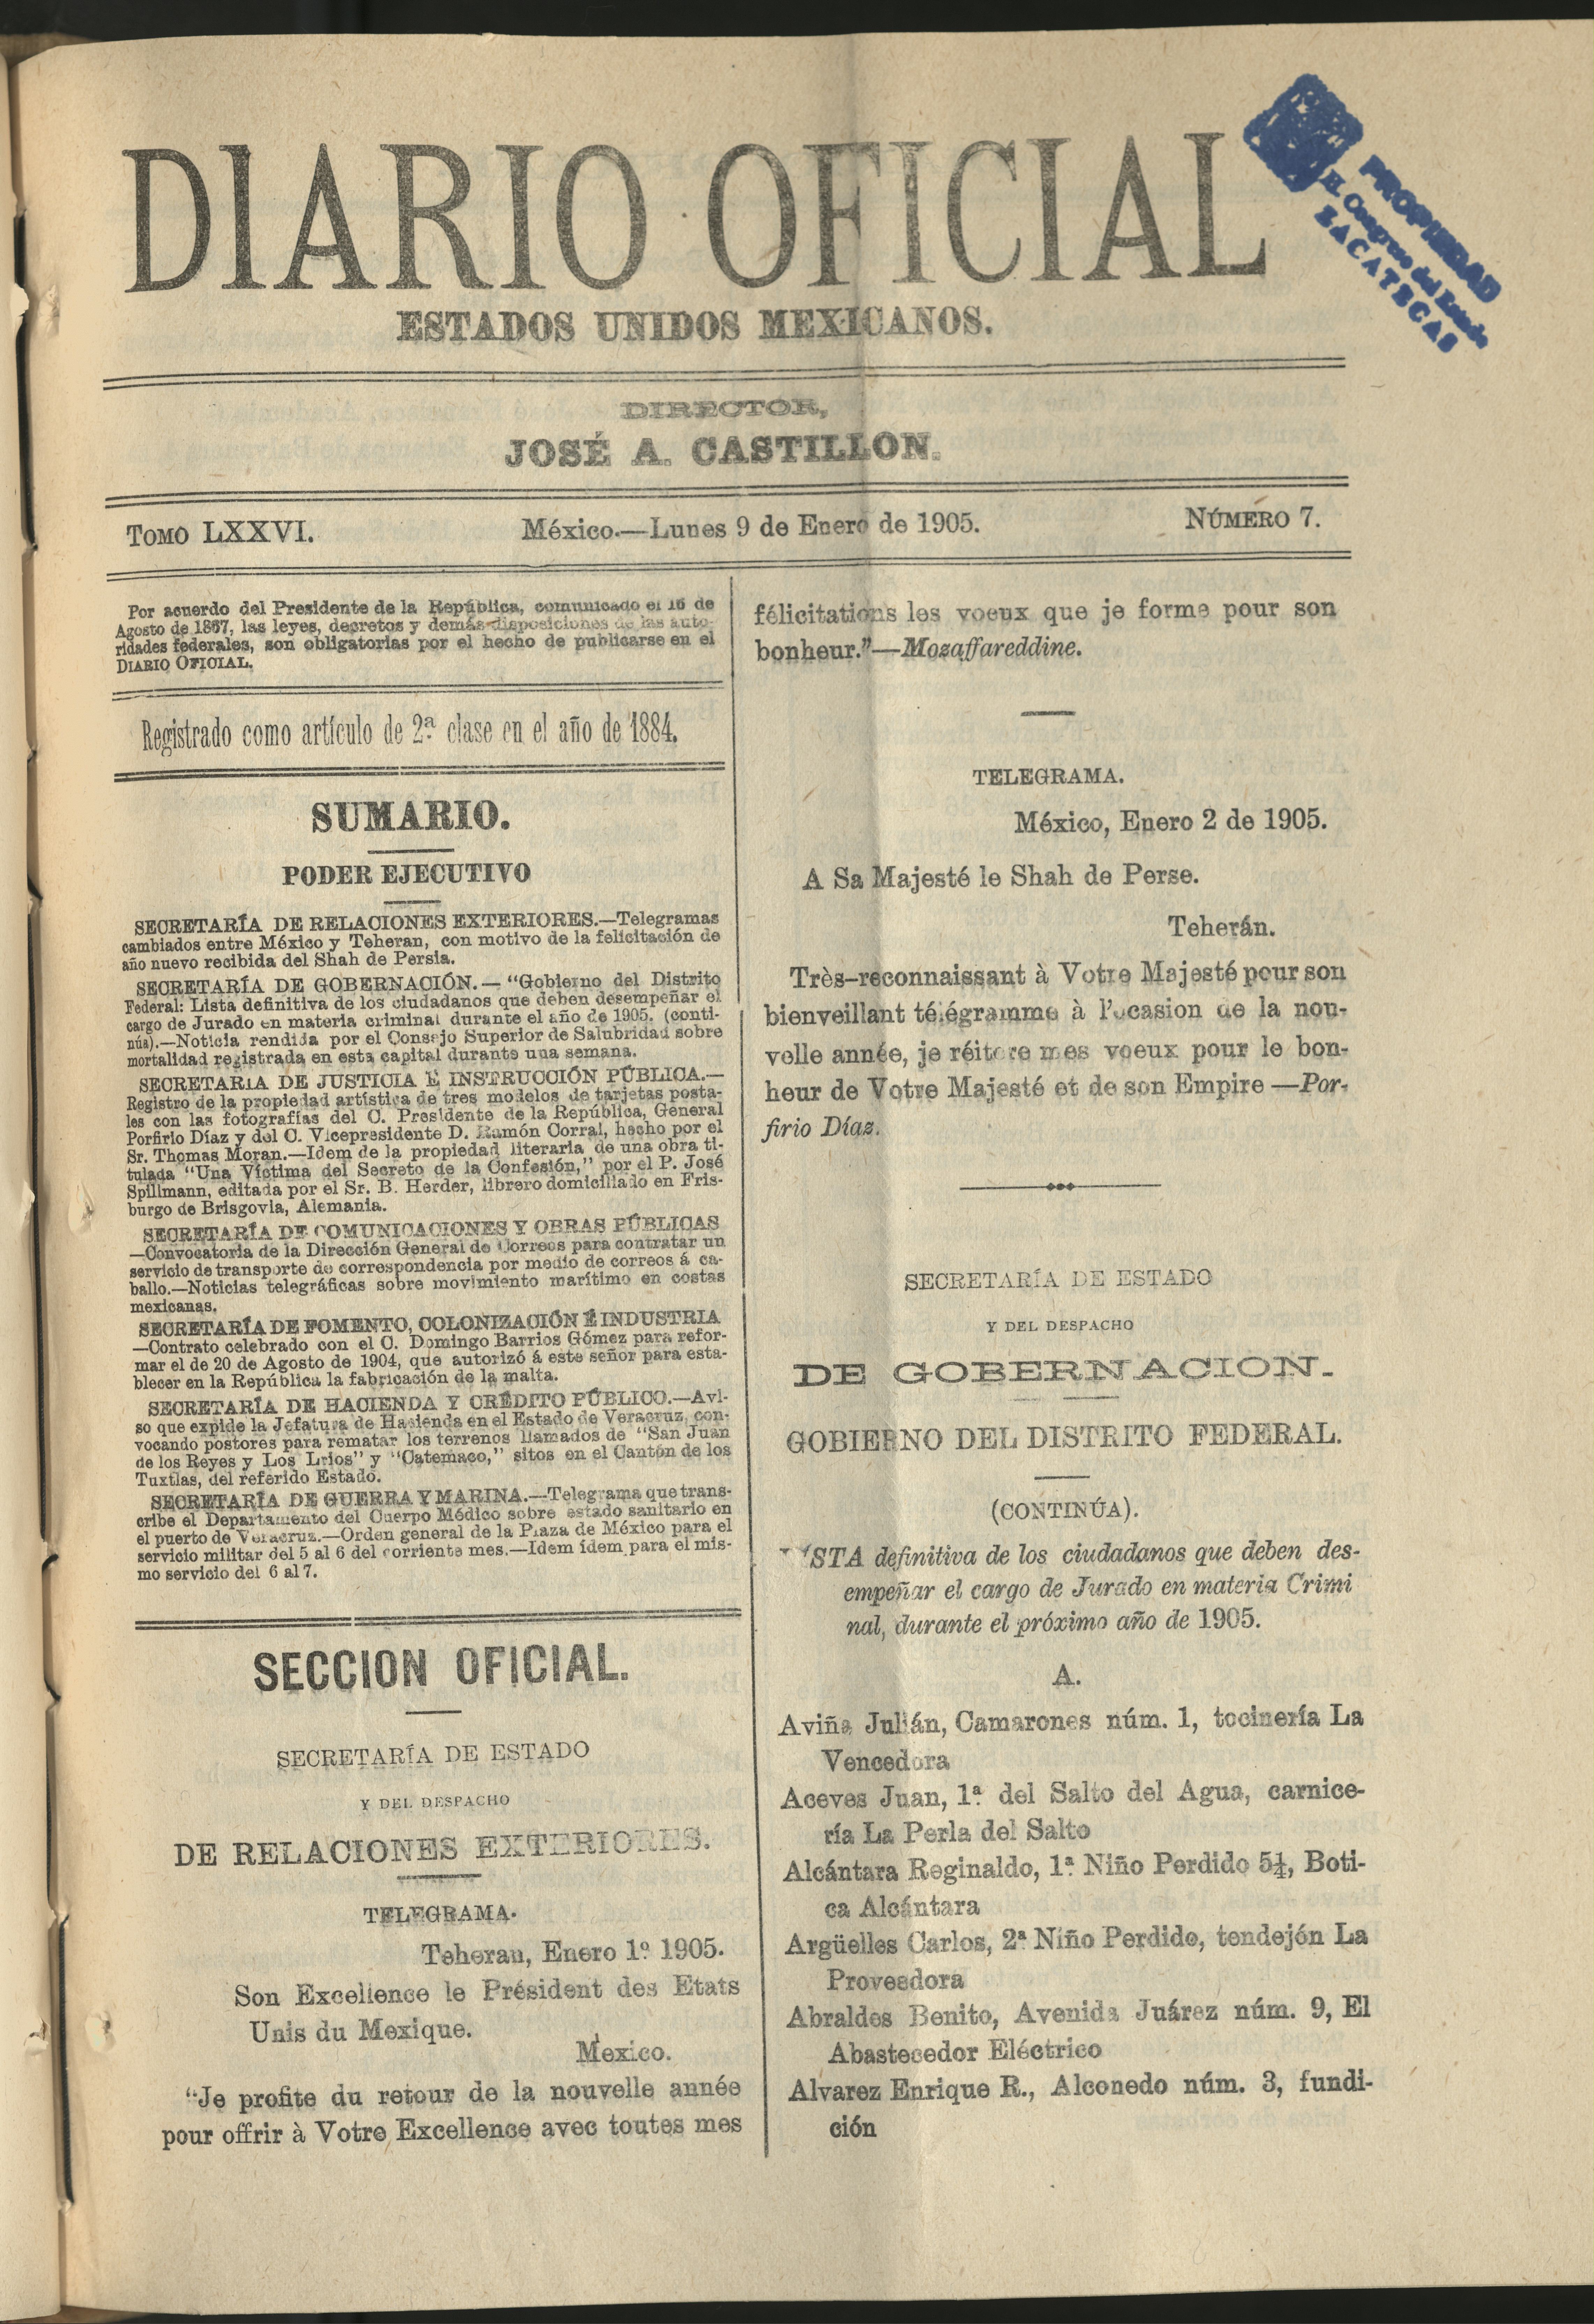 DIARIO OFICIAL
ESTADOS UNIDOS MEXICANOS.
PROPIEDAD
H. Congreso del Estado
ZACATECAS
DIRECTOR,
JOSÉ A. CASTILLON.
TOMO LXXVI.
México.—Lunes 9 de Enero de 1905.
NÚMERO 7.
Por acuerdo del Presidente de la República, comunicado el 16 de
Agosto de 1867, las leyes, decretos y demás disposiciones de las auto-
ridades federales, son obligatorias por el hecho de publicarse en el
DIARIO OFICIAL.
Registrado como artículo de 2ª clase en el año de 1884.
SUMARIO.
PODER EJECUTIVO
SECRETARÍA DE RELACIONES EXTERIORES.—Telegramas
cambiados entre México y Teheran, con motivo de la felicitación de
año nuevo recibida del Shah de Persia.
SECRETARÍA DE GOBERNACIÓN.—"Gobierno del Distrito
Federal: Lista definitiva de los ciudadanos que deben desempeñar el
cargo de Jurado en materia criminal durante el año de 1905. (conti-
núa).—Noticia rendida por el Consejo Superior de Salubridad sobre
mortalidad registrada en esta capital durante una semana.
SECRETARIA DE JUSTICIA E INSTRUCCIÓN PÚBLICA.—
Registro de la propiedad artística de tres modelos de tarjetas posta-
les con las fotografías del C. Presidente de la República, General
Porfirio Díaz y del C. Vicepresidente D. Ramón Corral, hecho por el
Sr. Thomas Moran.—Idem de la propiedad literaria de una obra ti-
tulada "Una Víctima del Secreto de la Confesión," por el P. José
Spillmann, editada por el Sr. B. Herder, librero domiciliado en Fris-
burgo de Brisgovia, Alemania.
SECRETARÍA DE COMUNICACIONES Y OBRAS PÚBLICAS
—Convocatoria de la Dirección General de Correos para contratar un
servicio de transporte de correspondencia por medio de correos á ca-
ballo.—Noticias telegráficas sobre movimiento marítimo en costas
mexicanas.
SECRETARÍA DE FOMENTO, COLONIZACIÓN É INDUSTRIA
—Contrato celebrado con el C. Domingo Barrios Gómez para refor-
mar el de 20 de Agosto de 1904, que autorizó á este señor para esta-
blecer en la República la fabricación de la malta.
SECRETARÍA DE HACIENDA Y CRÉDITO PÚBLICO.—Avi-
so que expide la Jefatura de Hacienda en el Estado de Veracruz, con-
vocando postores para rematar los terrenos llamados de "San Juan
de los Reyes y Los Lirios" y "Catemaco," sitos en el Cantón de los
Tuxtlas, del referido Estado.
SECRETARÍA DE GUERRA Y MARINA.—Telegrama que trans-
cribe el Departamento del Cuerpo Médico sobre estado sanitario en
el puerto de Veracruz.—Orden general de la Plaza de México para el
servicio militar del 5 al 6 del corriente mes.—Idem ídem para el mis-
mo servicio del 6 al 7.
SECCION OFICIAL.
SECRETARÍA DE ESTADO
Y DEL DESPACHO
DE RELACIONES EXTERIORES.
TELEGRAMA.
Teheran, Enero 1º 1905.
Son Excellence le Président des Etats
Unis du Mexique.
Mexico.
"Je profite du retour de la nouvelle année
pour offrir à Votre Excellence avec toutes mes
félicitations les voeux que je forme pour son
bonheur."—Mozaffareddine.
TELEGRAMA.
México, Enero 2 de 1905.
A Sa Majesté le Shah de Perse.
Teherán.
Très-reconnaissant à Votre Majesté pour son
bienveillant télégramme à l'ocasion de la nou-
velle année, je réitere mes voeux pour le bon-
heur de Votre Majesté et de son Empire —Por-
firio Díaz.
SECRETARÍA DE ESTADO
Y DEL DESPACHO
DE GOBERNACION.
GOBIERNO DEL DISTRITO FEDERAL.
(CONTINÚA).
LISTA definitiva de los ciudadanos que deben des-
empeñar el cargo de Jurado en materia Crimi
nal, durante el próximo año de 1905.
A.
Aviña Julián, Camarones núm. 1, tocinería La
Vencedora
Aceves Juan, 1ª del Salto del Agua, carnice-
ría La Perla del Salto
Alcántara Reginaldo, 1ª Niño Perdido 5½, Boti-
ca Alcántara
Argüelles Carlos, 2ª Niño Perdido, tendejón La
Proveedora
Abraldes Benito, Avenida Juárez núm. 9, El
Abastecedor Eléctrico
Alvarez Enrique R., Alconedo núm. 3, fundi-
ción